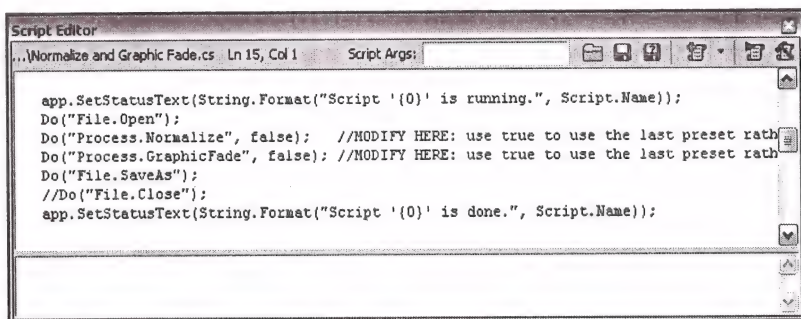 Script Editor
...\Normalize and Graphic Fade.cs Ln 15, Col 1 Script Args:
app.SetStatusText(String.Format("Script '{0}' is running.", Script.Name));
Do("File.Open");
Do("Process.Normalize", false); //MODIFY HERE: use true to use the last preset rath
Do("Process.GraphicFade", false); //MODIFY HERE: use true to use the last preset rath
Do("File.SaveAs");
//Do("File.Close");
app.SetStatusText(String.Format("Script '{0}' is done.", Script.Name));